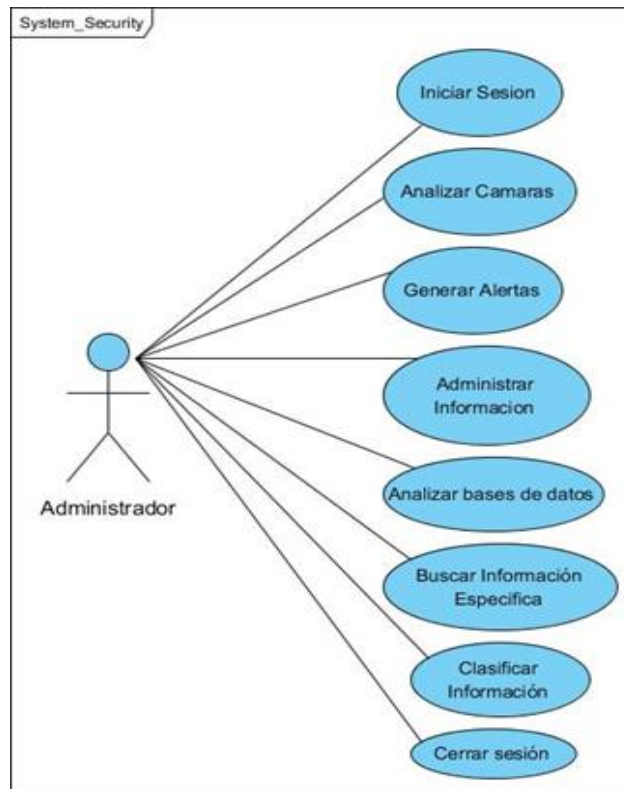 System_Security
Iniciar Sesion
Analizar Camaras
Generar Alertas
Administrar
Informacion
Administrador
Analizar bases de datos
Buscar Información
Especifica
Clasificar
Información
Cerrar sesión